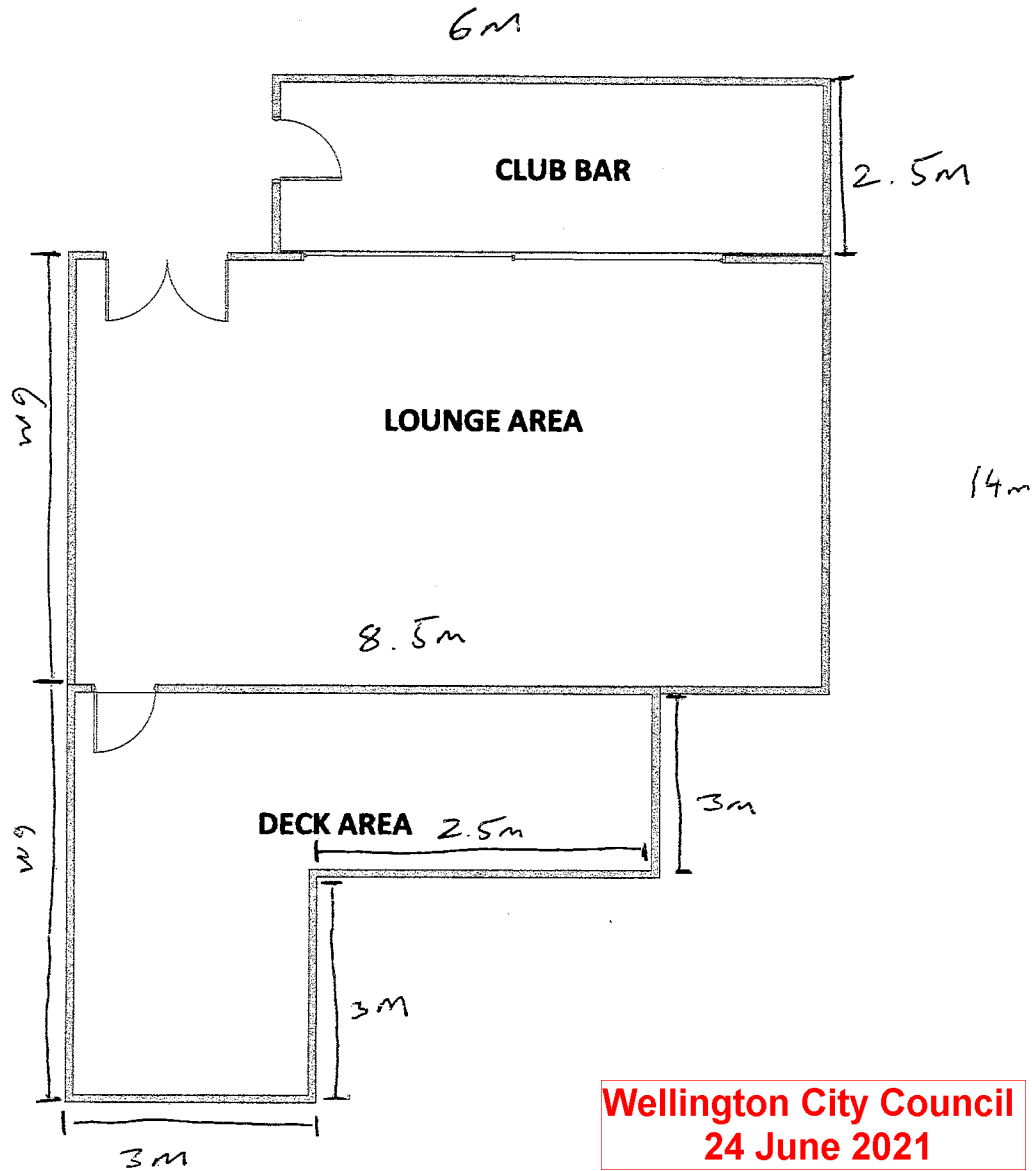 6m
CLUB BAR
2.5m
6m
LOUNGE AREA
14m
8.5m
3m
DECK AREA 2.5m
6m
3m
3m
Wellington City Council
24 June 2021